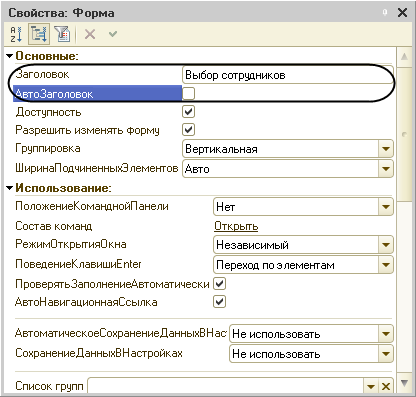 Свойства: Форма
Основные:
Заголовок Выбор сотрудников
АвтоЗаголовок
Доступность
Разрешить изменять форму
Группировка Вертикальная
ШиринаПодчиненныхЭлементов Авто
Использование:
ПоложениеКоманднойПанели Нет
Состав команд Открыть
РежимОткрытияОкна Независимый
ПоведениеКлавишиEnter Переход по элементам
ПроверятьЗаполнениеАвтоматически
АвтоНавигационнаяСсылка
АвтоматическоеСохранениеДанныхВНаст Не использовать
СохранениеДанныхВНастройках Не использовать
Список групп